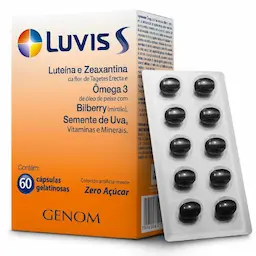 LUVIS S
Luteína e Zeaxantina
da flor de Tagetes Erecta e
Ômega 3
de óleo de peixe com
Bilberry (mirtilo),
Semente de Uva,
Vitaminas e Minerais.
Contém:
60 cápsulas
gelatinosas
Zero Açúcar
GENOM